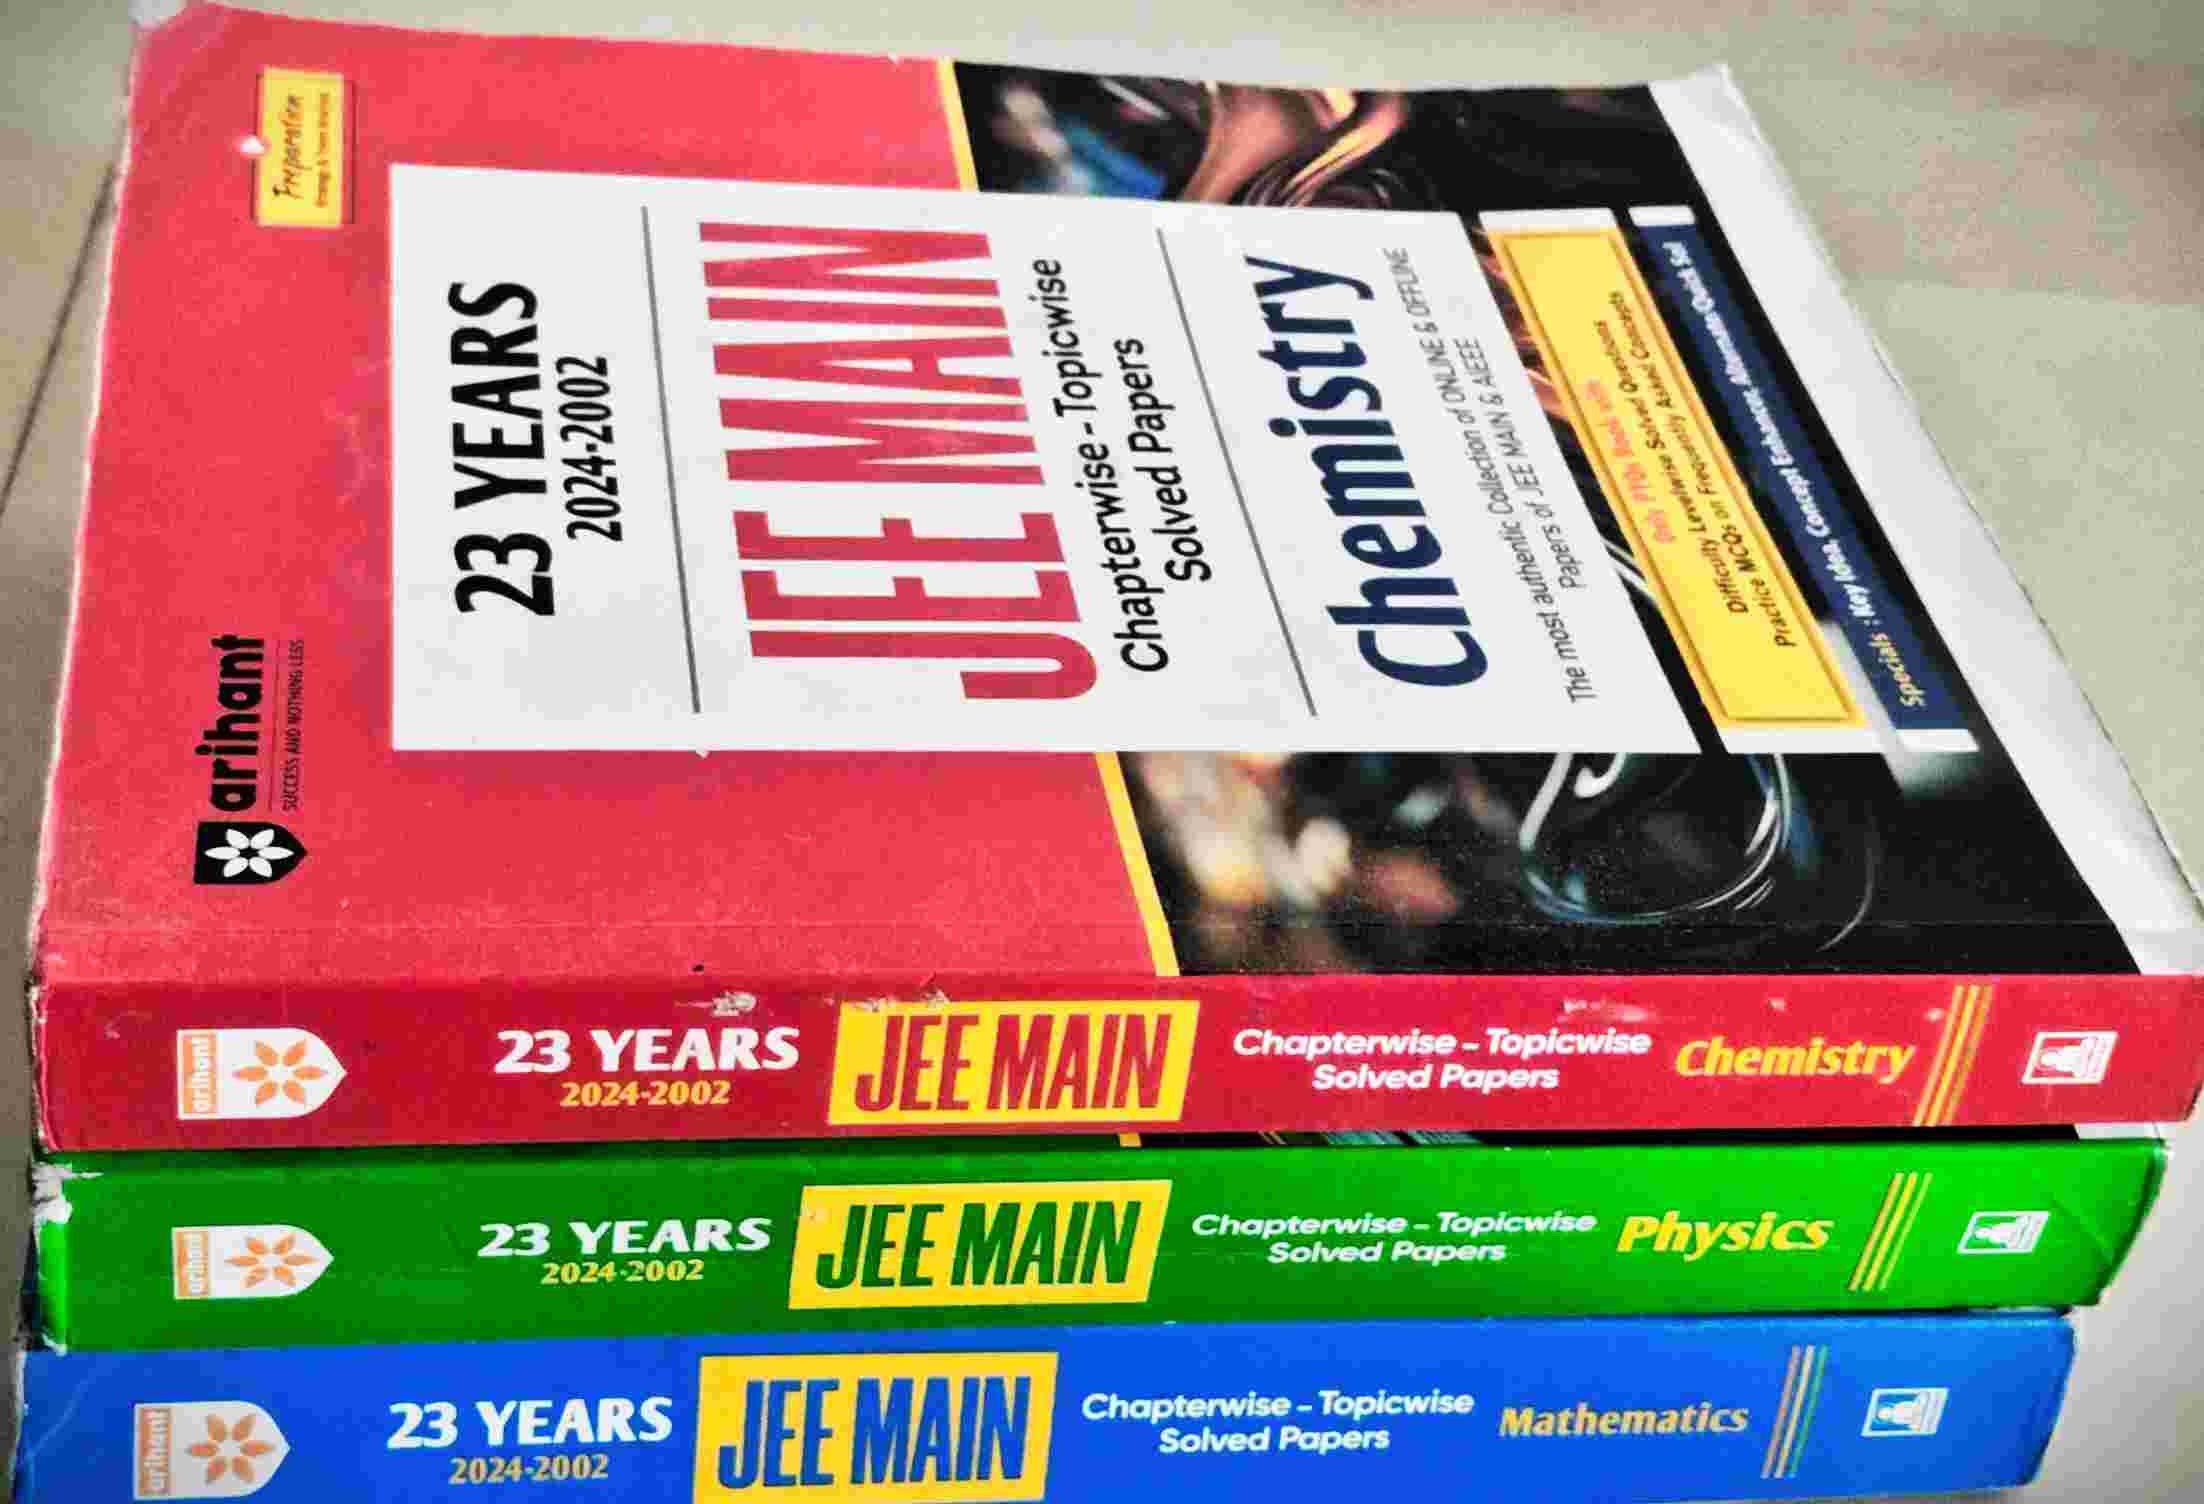 Preparation
arihant
SUCCESS AND NOTHING LESS
23 YEARS
2024-2002
JEE MAIN
Chapterwise - Topicwise
Solved Papers
Chemistry
The most authentic Collection of ONLINE & OFFLINE
Papers of JEE MAIN & AIEEE
Only PYQs Book with
Difficulty Levelwise Solved Questions
Practice MCQs on Frequently Asked Concepts
Specials : Key Idea, Concept Enhancer, Alternate/Quick Sol
arihant
23 YEARS
2024-2002
JEE MAIN
Chapterwise - Topicwise
Solved Papers
Chemistry
arihant
23 YEARS
2024-2002
JEE MAIN
Chapterwise - Topicwise
Solved Papers
Physics
arihant
23 YEARS
2024-2002
JEE MAIN
Chapterwise - Topicwise
Solved Papers
Mathematics